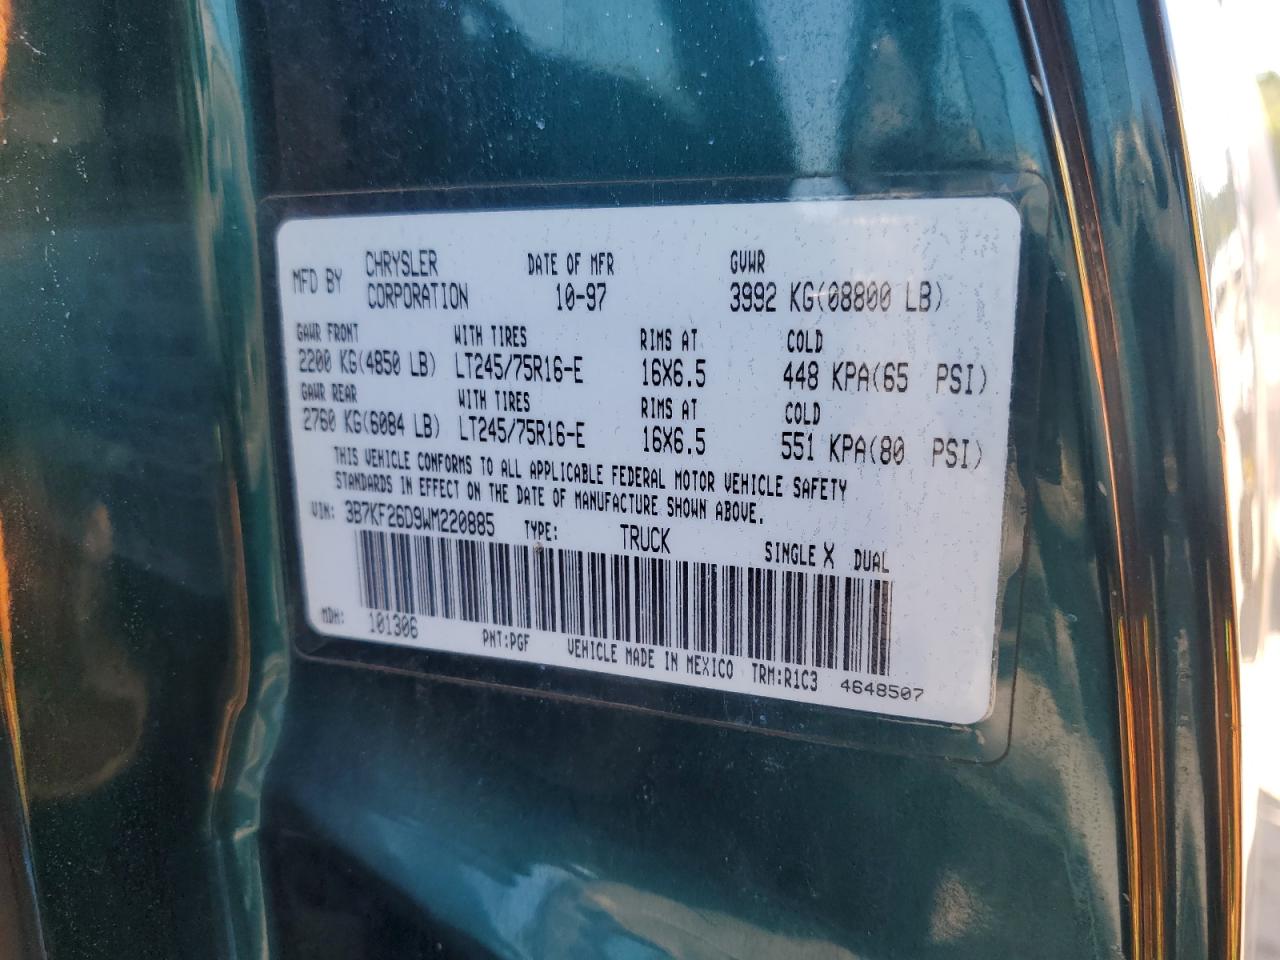 MFD BY CHRYSLER CORPORATION DATE OF MFR 10-97 GVWR 3992 KG(08800 LB)
GAWR FRONT WITH TIRES RIMS AT COLD
2200 KG(4850 LB) LT245/75R16-E 16X6.5 448 KPA(65 PSI)
GAWR REAR WITH TIRES RIMS AT COLD
2760 KG(6084 LB) LT245/75R16-E 16X6.5 551 KPA(80 PSI)
THIS VEHICLE CONFORMS TO ALL APPLICABLE FEDERAL MOTOR VEHICLE SAFETY
STANDARDS IN EFFECT ON THE DATE OF MANUFACTURE SHOWN ABOVE.
VIN: 3B7KF26D9WM220885 TYPE: TRUCK SINGLE X DUAL
MDH: 101306 PNT:PGF VEHICLE MADE IN MEXICO TRM:R1C3 4648507